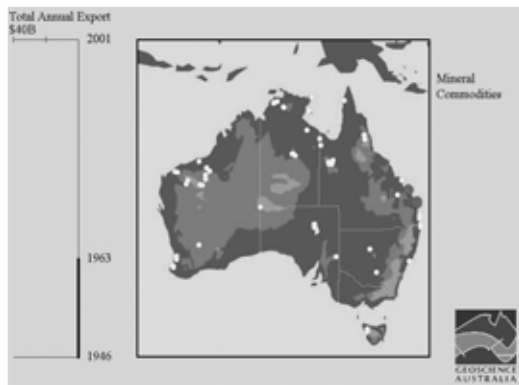 Total Annual Export
$40B
2001
Mineral
Commodities
1963
1946
GEOSCIENCE
AUSTRALIA